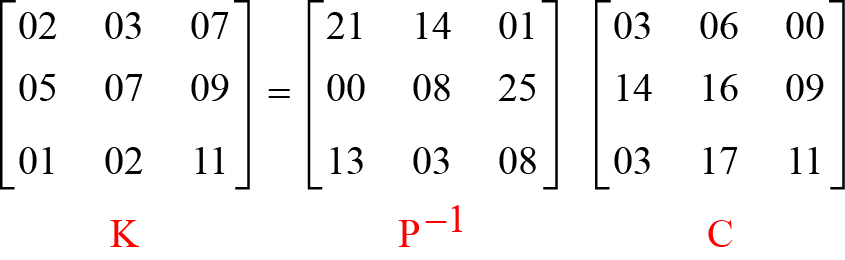 02 03 07 21 14 01 03 06 00
05 07 09 = 00 08 25 14 16 09
01 02 11 13 03 08 03 17 11
K P⁻¹ C